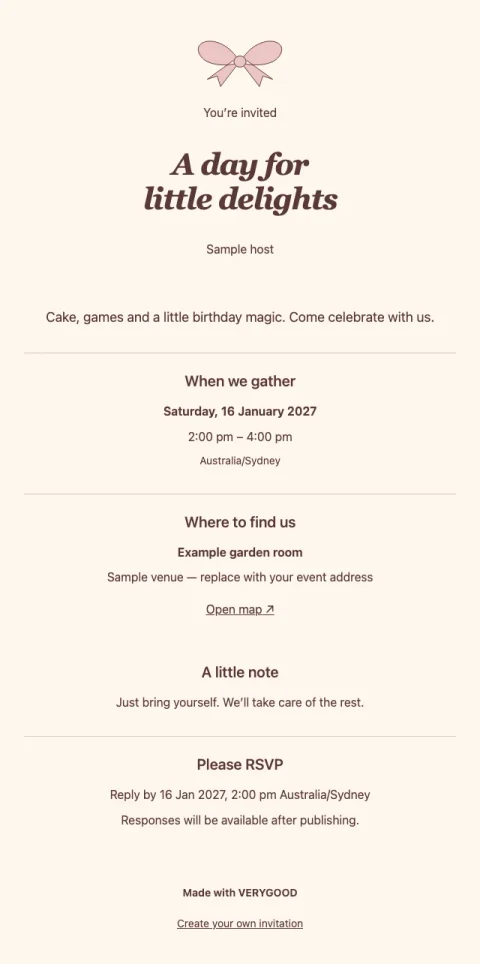 You’re invited
A day for
little delights
Sample host
Cake, games and a little birthday magic. Come celebrate with us.
When we gather
Saturday, 16 January 2027
2:00 pm – 4:00 pm
Australia/Sydney
Where to find us
Example garden room
Sample venue — replace with your event address
Open map ↗
A little note
Just bring yourself. We’ll take care of the rest.
Please RSVP
Reply by 16 Jan 2027, 2:00 pm Australia/Sydney
Responses will be available after publishing.
Made with VERYGOOD
Create your own invitation